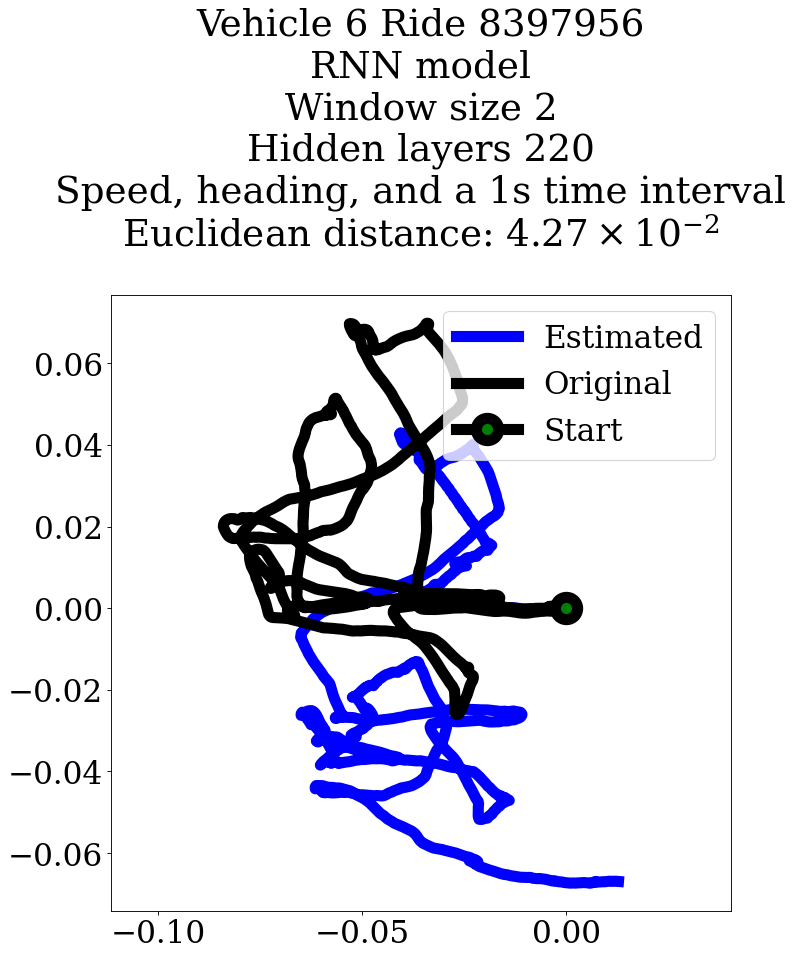 Vehicle 6 Ride 8397956
RNN model
Window size 2
Hidden layers 220
Speed, heading, and a 1s time interval
Euclidean distance: 4.27 × 10⁻²
Estimated
Original
Start
0.06
0.04
0.02
0.00
−0.02
−0.04
−0.06
−0.10
−0.05
0.00